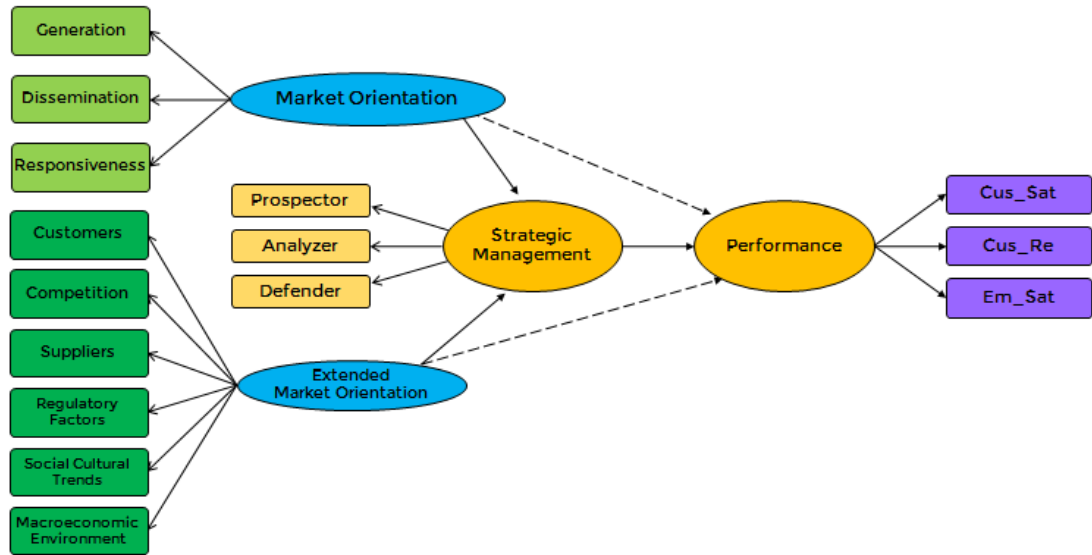 Generation
Dissemination
Responsiveness
Market Orientation
Customers
Competition
Suppliers
Regulatory
Factors
Social Cultural
Trends
Macroeconomic
Environment
Prospector
Analyzer
Defender
Strategic
Management
Extended
Market Orientation
Performance
Cus_Sat
Cus_Re
Em_Sat